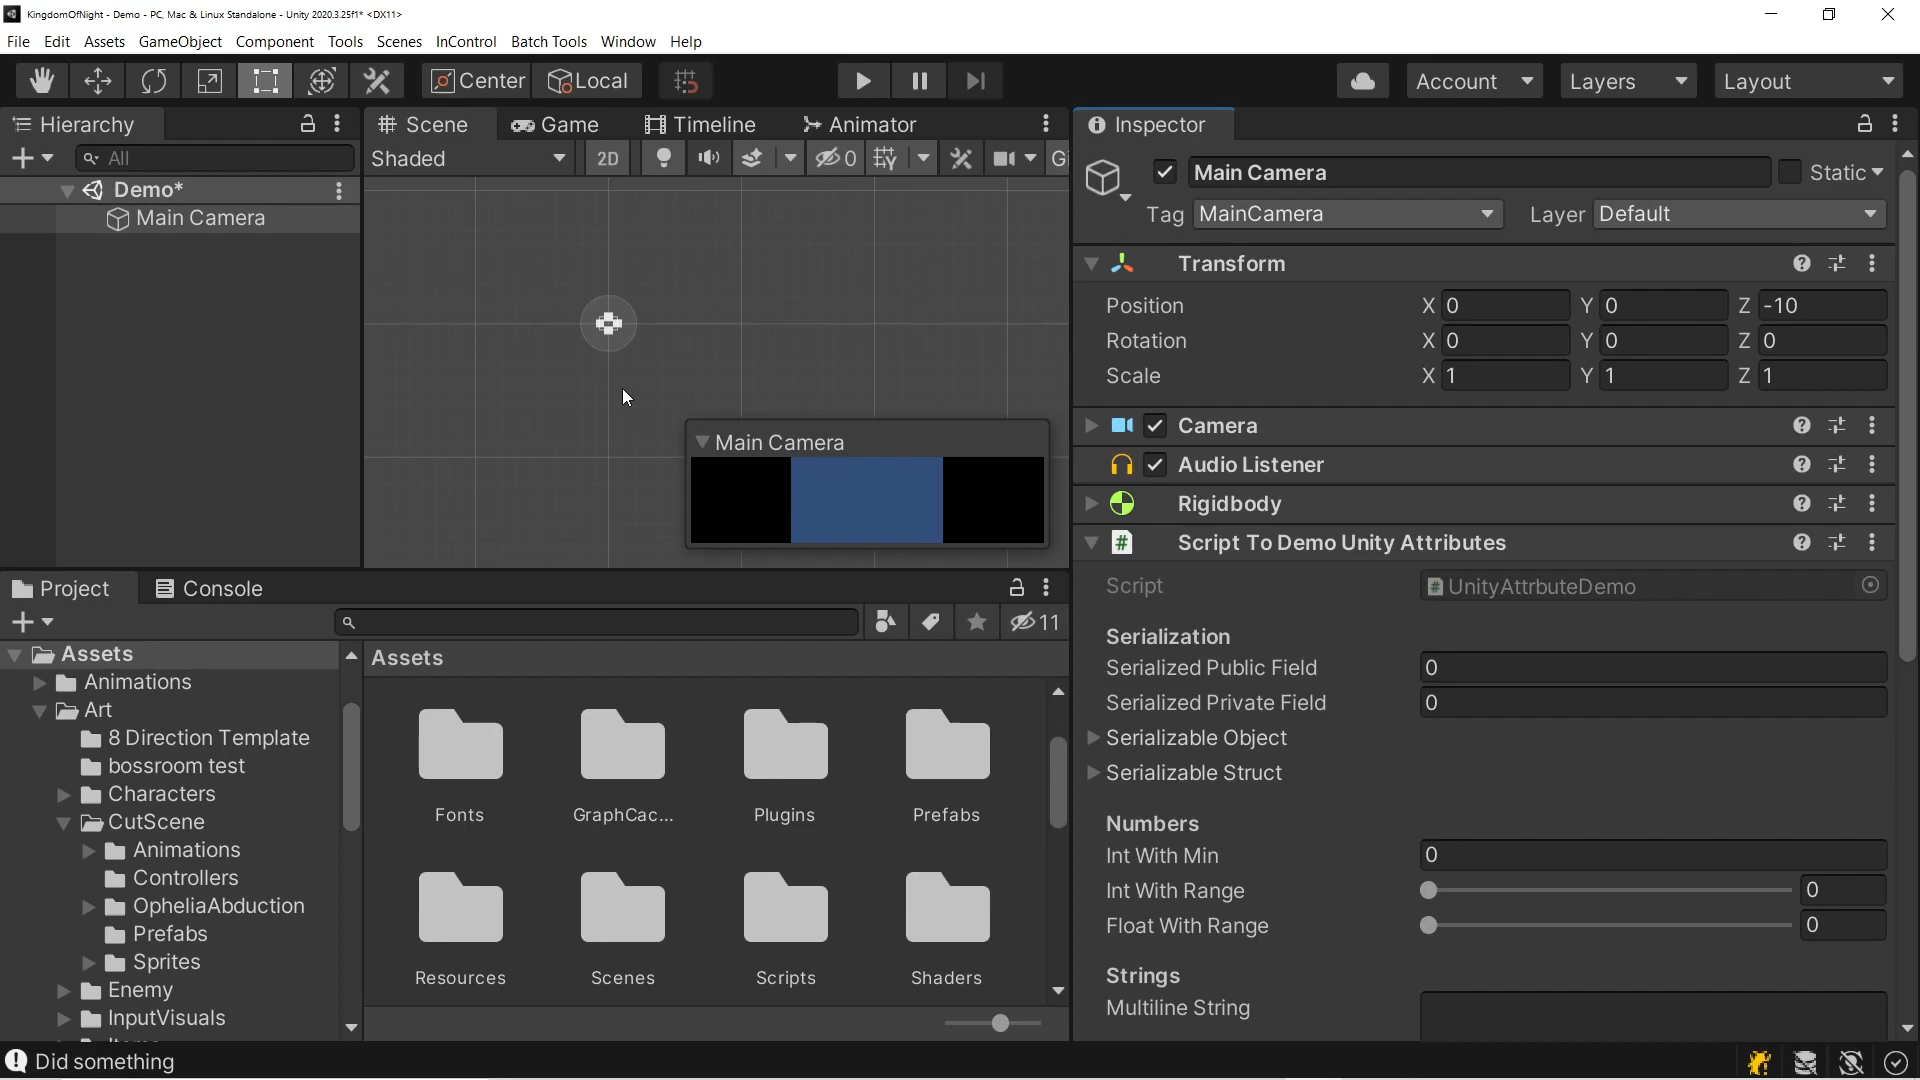 KingdomOfNight - Demo - PC, Mac & Linux Standalone - Unity 2020.3.25f1* <DX11>
File Edit Assets GameObject Component Tools Scenes InControl Batch Tools Window Help
Center Local Account Layers Layout
Hierarchy
All
Demo*
Main Camera
Scene Game Timeline Animator
Shaded 2D 0 Gi
Main Camera
Inspector
Main Camera Static
Tag MainCamera Layer Default
Transform
Position X 0 Y 0 Z -10
Rotation X 0 Y 0 Z 0
Scale X 1 Y 1 Z 1
Camera
Audio Listener
Rigidbody
# Script To Demo Unity Attributes
Script # UnityAttrbuteDemo
Serialization
Serialized Public Field 0
Serialized Private Field 0
Serializable Object
Serializable Struct
Numbers
Int With Min 0
Int With Range 0
Float With Range 0
Strings
Multiline String
Project Console
11
Assets
Animations
Art
8 Direction Template
bossroom test
Characters
CutScene
Animations
Controllers
OpheliaAbduction
Prefabs
Sprites
Enemy
InputVisuals
Assets
Fonts GraphCac... Plugins Prefabs
Resources Scenes Scripts Shaders
Did something